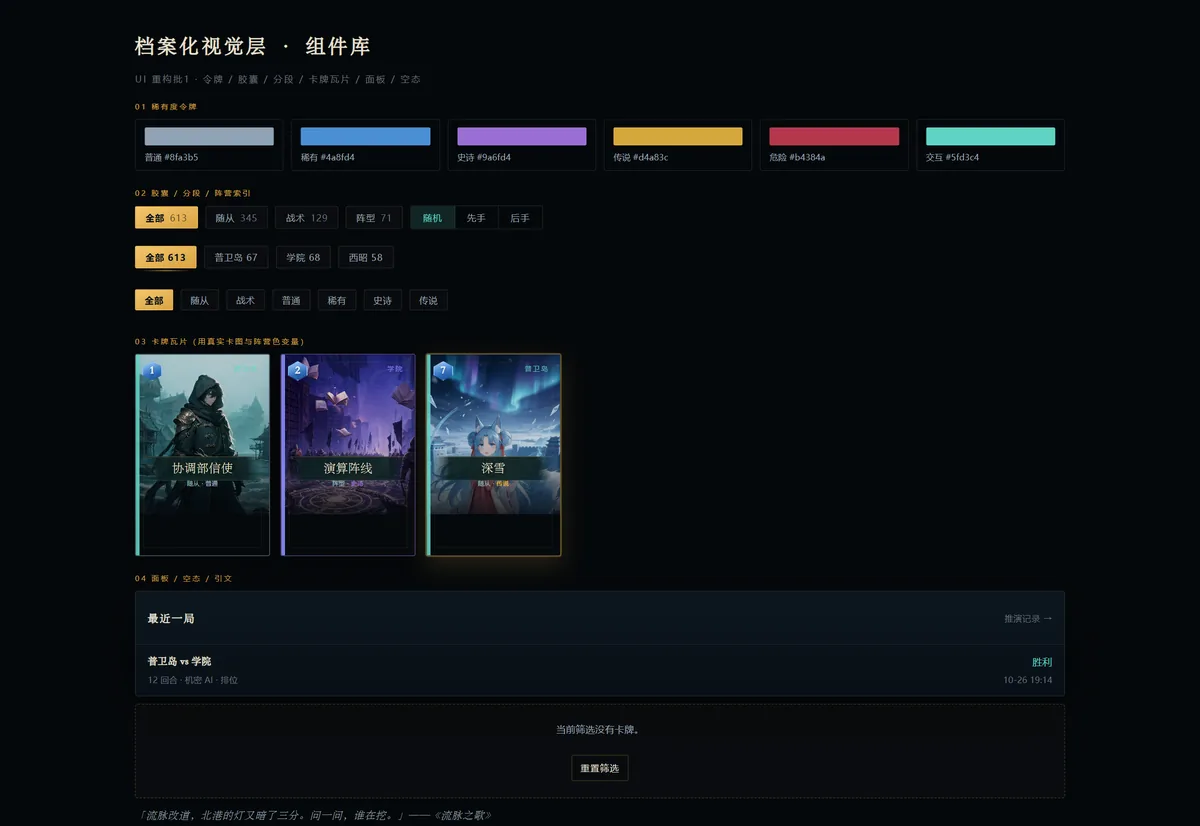 档案化视觉层 · 组件库
UI 重构批1 · 令牌 / 胶囊 / 分段 / 卡牌瓦片 / 面板 / 空态
01 稀有度令牌
普通 #8fa3b5
稀有 #4a8fd4
史诗 #9a6fd4
传说 #d4a83c
危险 #b4384a
交互 #5fd3c4
02 胶囊 / 分段 / 阵营索引
全部 613 随从 345 战术 129 阵型 71 随机 先手 后手
全部 613 普卫岛 67 学院 68 西昭 58
全部 随从 战术 普通 稀有 史诗 传说
03 卡牌瓦片 (用真实卡图与阵营色变量)
1
协调部信使
随从 · 普通
2 学院
演算阵线
阵型 · 史诗
7 普卫岛
深雪
随从 ·
04 面板 / 空态 / 引文
最近一局 推演记录 →
普卫岛 vs 学院 胜利
12 回合 · 机密 AI · 排位 10-26 19:14
当前筛选没有卡牌。
重置筛选
「流脉改道，北港的灯又暗了三分。问一问，谁在挖。」——《流脉之歌》